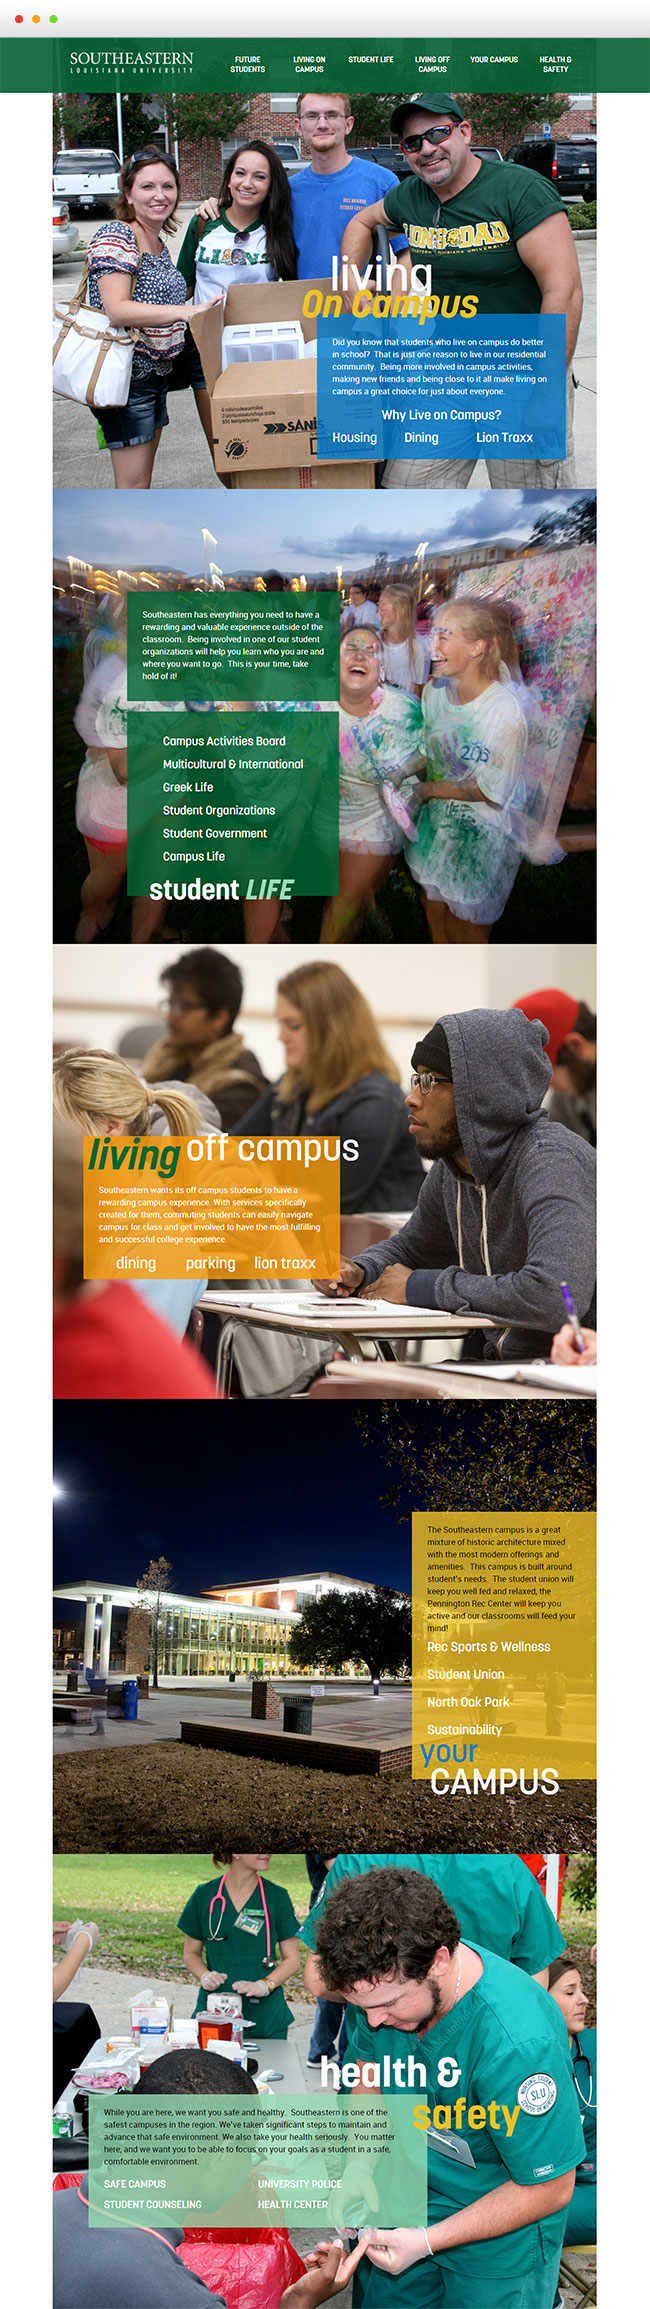 SOUTHEASTERN
LOUISIANA UNIVERSITY
FUTURE
STUDENTS
LIVING ON
CAMPUS
STUDENT LIFE
LIVING OFF
CAMPUS
YOUR CAMPUS
HEALTH &
SAFETY
LIONS
LIONS DAD
living
On Campus
Did you know that students who live on campus do better
in school? That is just one reason to live in our residential
community. Being more involved in campus activities,
making new friends and being close to it all make living on
campus a great choice for just about everyone.
Why Live on Campus?
Housing Dining Lion Traxx
Southeastern has everything you need to have a
rewarding and valuable experience outside of the
classroom. Being involved in one of our student
organizations will help you learn who you are and
where you want to go. This is your time, take
hold of it!
Campus Activities Board
Multicultural & International
Greek Life
Student Organizations
Student Government
Campus Life
student LIFE
living off campus
Southeastern wants its off campus students to have a
rewarding campus experience. With services specifically
created for them, commuting students can easily navigate
campus for class and get involved to have the most fulfilling
and successful college experience.
dining parking lion traxx
The Southeastern campus is a great
mixture of historic architecture mixed
with the most modern offerings and
amenities. This campus is built around
student's needs. The student union will
keep you well fed and relaxed, the
Pennington Rec Center will keep you
active and our classrooms will feed your
mind!
Rec Sports & Wellness
Student Union
North Oak Park
Sustainability
your
CAMPUS
health &
safety
NURSING STUDENT
SLU
SCHOOL OF NURSING
While you are here, we want you safe and healthy. Southeastern is one of the
safest campuses in the region. We've taken significant steps to maintain and
advance that safe environment. We also take your health seriously. You matter
here, and we want you to be able to focus on your goals as a student in a safe,
comfortable environment.
SAFE CAMPUS UNIVERSITY POLICE
STUDENT COUNSELING HEALTH CENTER